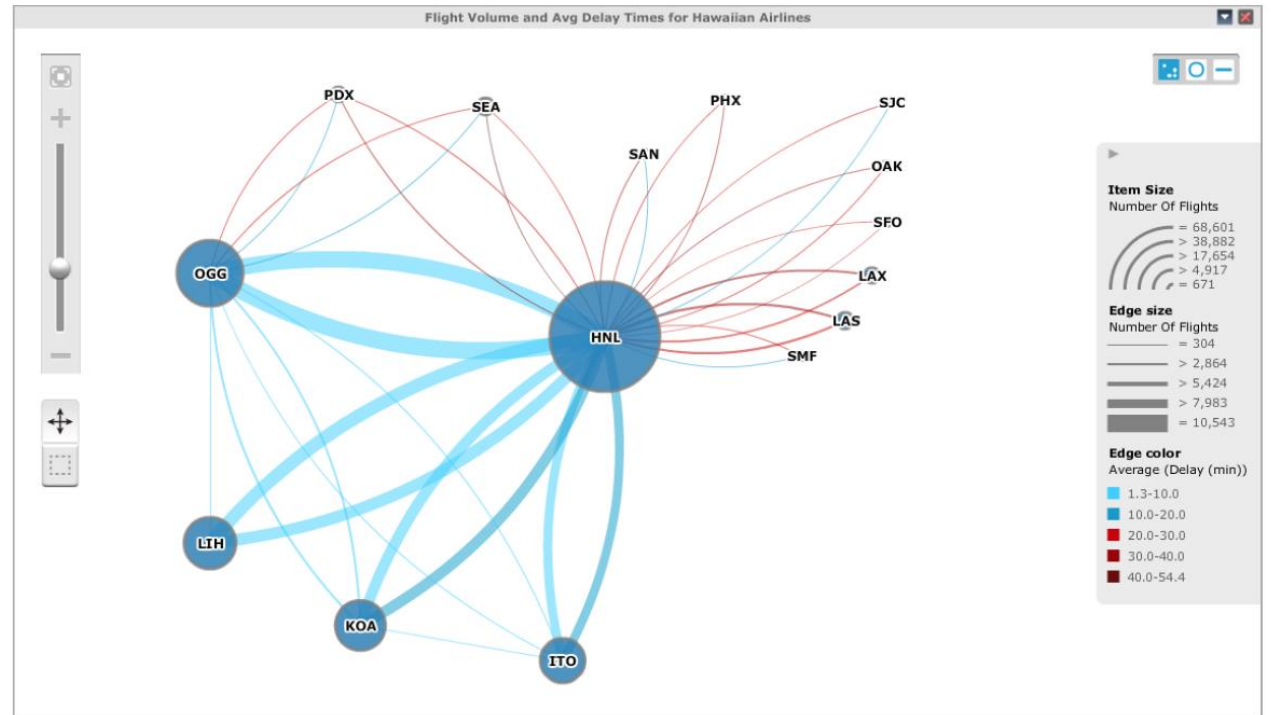 Flight Volume and Avg Delay Times for Hawaiian Airlines
PDX
SEA
PHX
SJC
SAN
OAK
SFO
OGG
LAX
LAS
HNL
SMF
LIH
KOA
ITO
Item Size
Number Of Flights
= 68,601
> 38,882
> 17,654
> 4,917
= 671
Edge size
Number Of Flights
= 304
> 2,864
> 5,424
> 7,983
= 10,543
Edge color
Average (Delay (min))
1.3-10.0
10.0-20.0
20.0-30.0
30.0-40.0
40.0-54.4